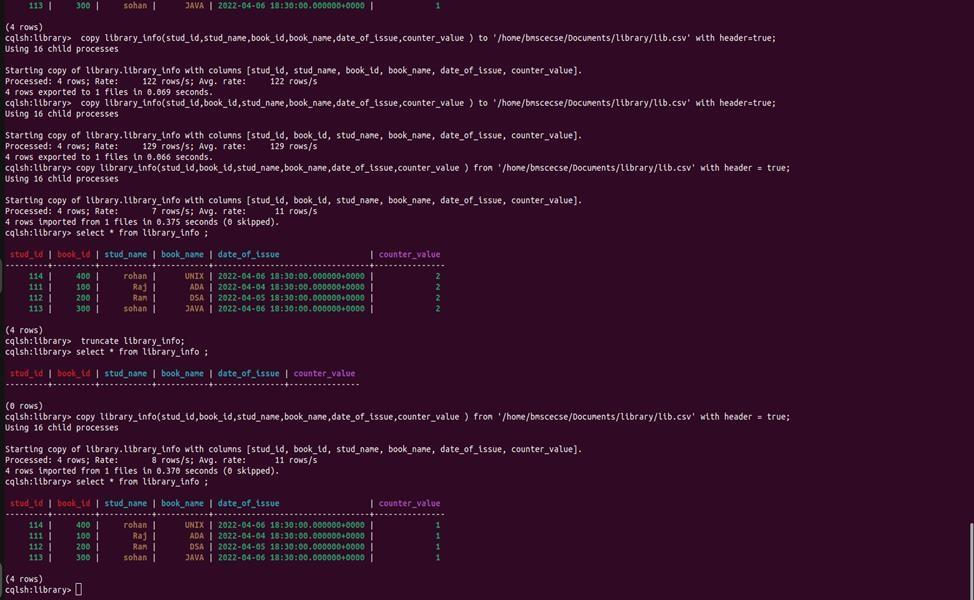 113 | 300 | sohan | JAVA | 2022-04-06 18:30:00.000000+0000 | 1
(4 rows)
cqlsh:library> copy library_info(stud_id,stud_name,book_id,book_name,date_of_issue,counter_value ) to '/home/bmscecse/Documents/library/lib.csv' with header=true;
Using 16 child processes
Starting copy of library.library_info with columns [stud_id, stud_name, book_id, book_name, date_of_issue, counter_value].
Processed: 4 rows; Rate: 122 rows/s; Avg. rate: 122 rows/s
4 rows exported to 1 files in 0.069 seconds.
cqlsh:library> copy library_info(stud_id,book_id,stud_name,book_name,date_of_issue,counter_value ) to '/home/bmscecse/Documents/library/lib.csv' with header=true;
Using 16 child processes
Starting copy of library.library_info with columns [stud_id, book_id, stud_name, book_name, date_of_issue, counter_value].
Processed: 4 rows; Rate: 129 rows/s; Avg. rate: 129 rows/s
4 rows exported to 1 files in 0.066 seconds.
cqlsh:library> copy library_info(stud_id,book_id,stud_name,book_name,date_of_issue,counter_value ) from '/home/bmscecse/Documents/library/lib.csv' with header = true;
Using 16 child processes
Starting copy of library.library_info with columns [stud_id, book_id, stud_name, book_name, date_of_issue, counter_value].
Processed: 4 rows; Rate: 7 rows/s; Avg. rate: 11 rows/s
4 rows imported from 1 files in 0.375 seconds (0 skipped).
cqlsh:library> select * from library_info ;
stud_id | book_id | stud_name | book_name | date_of_issue | counter_value
---------+---------+-----------+-----------+---------------------------------+---------------
114 | 400 | rohan | UNIX | 2022-04-06 18:30:00.000000+0000 | 2
111 | 100 | Raj | ADA | 2022-04-04 18:30:00.000000+0000 | 2
112 | 200 | Ram | DSA | 2022-04-05 18:30:00.000000+0000 | 2
113 | 300 | sohan | JAVA | 2022-04-06 18:30:00.000000+0000 | 2
(4 rows)
cqlsh:library> truncate library_info;
cqlsh:library> select * from library_info ;
stud_id | book_id | stud_name | book_name | date_of_issue | counter_value
---------+---------+-----------+-----------+---------------+---------------
(0 rows)
cqlsh:library> copy library_info(stud_id,book_id,stud_name,book_name,date_of_issue,counter_value ) from '/home/bmscecse/Documents/library/lib.csv' with header = true;
Using 16 child processes
Starting copy of library.library_info with columns [stud_id, book_id, stud_name, book_name, date_of_issue, counter_value].
Processed: 4 rows; Rate: 8 rows/s; Avg. rate: 11 rows/s
4 rows imported from 1 files in 0.370 seconds (0 skipped).
cqlsh:library> select * from library_info ;
stud_id | book_id | stud_name | book_name | date_of_issue | counter_value
---------+---------+-----------+-----------+---------------------------------+---------------
114 | 400 | rohan | UNIX | 2022-04-06 18:30:00.000000+0000 | 1
111 | 100 | Raj | ADA | 2022-04-04 18:30:00.000000+0000 | 1
112 | 200 | Ram | DSA | 2022-04-05 18:30:00.000000+0000 | 1
113 | 300 | sohan | JAVA | 2022-04-06 18:30:00.000000+0000 | 1
(4 rows)
cqlsh:library>